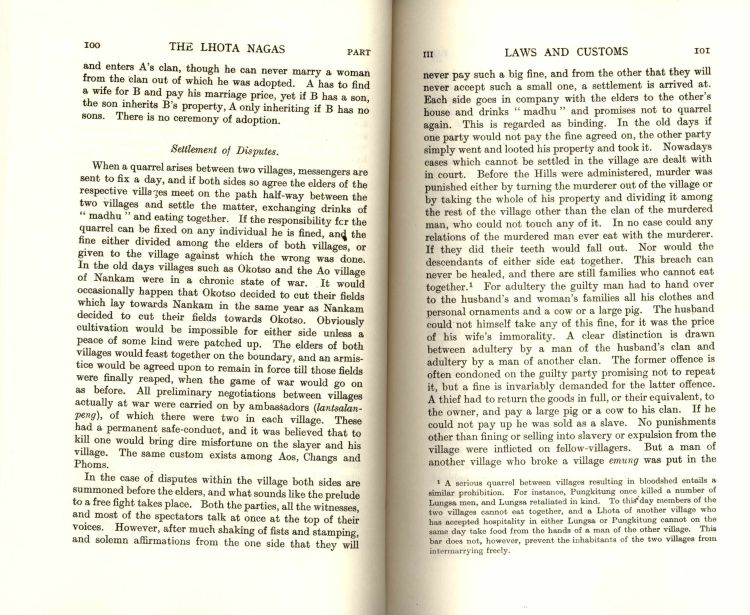 100 THE LHOTA NAGAS PART
and enters A's clan, though he can never marry a woman
from the clan out of which he was adopted. A has to find
a wife for B and pay his marriage price, yet if B has a son,
the son inherits B's property, A only inheriting if B has no
sons. There is no ceremony of adoption.
Settlement of Disputes.
When a quarrel arises between two villages, messengers are
sent to fix a day, and if both sides so agree the elders of the
respective villages meet on the path half-way between the
two villages and settle the matter, exchanging drinks of
" madhu " and eating together. If the responsibility for the
quarrel can be fixed on any individual he is fined, and the
fine either divided among the elders of both villages, or
given to the village against which the wrong was done.
In the old days villages such as Okotso and the Ao village
of Nankam were in a chronic state of war. It would
occasionally happen that Okotso decided to cut their fields
which lay towards Nankam in the same year as Nankam
decided to cut their fields towards Okotso. Obviously
cultivation would be impossible for either side unless a
peace of some kind were patched up. The elders of both
villages would feast together on the boundary, and an armis-
tice would be agreed upon to remain in force till those fields
were finally reaped, when the game of war would go on
as before. All preliminary negotiations between villages
actually at war were carried on by ambassadors (lantsalan-
peng), of which there were two in each village. These
had a permanent safe-conduct, and it was believed that to
kill one would bring dire misfortune on the slayer and his
village. The same custom exists among Aos, Changs and
Phoms.
In the case of disputes within the village both sides are
summoned before the elders, and what sounds like the prelude
to a free fight takes place. Both the parties, all the witnesses,
and most of the spectators talk at once at the top of their
voices. However, after much shaking of fists and stamping,
and solemn affirmations from the one side that they will
III LAWS AND CUSTOMS 101
never pay such a big fine, and from the other that they will
never accept such a small one, a settlement is arrived at.
Each side goes in company with the elders to the other's
house and drinks " madhu " and promises not to quarrel
again. This is regarded as binding. In the old days if
one party would not pay the fine agreed on, the other party
simply went and looted his property and took it. Nowadays
cases which cannot be settled in the village are dealt with
in court. Before the Hills were administered, murder was
punished either by turning the murderer out of the village or
by taking the whole of his property and dividing it among
the rest of the village other than the clan of the murdered
man, who could not touch any of it. In no case could any
relations of the murdered man ever eat with the murderer.
If they did their teeth would fall out. Nor would the
descendants of either side eat together. This breach can
never be healed, and there are still families who cannot eat
together.¹ For adultery the guilty man had to hand over
to the husband's and woman's families all his clothes and
personal ornaments and a cow or a large pig. The husband
could not himself take any of this fine, for it was the price
of his wife's immorality. A clear distinction is drawn
between adultery by a man of the husband's clan and
adultery by a man of another clan. The former offence is
often condoned on the guilty party promising not to repeat
it, but a fine is invariably demanded for the latter offence.
A thief had to return the goods in full, or their equivalent, to
the owner, and pay a large pig or a cow to his clan. If he
could not pay up he was sold as a slave. No punishments
other than fining or selling into slavery or expulsion from the
village were inflicted on fellow-villagers. But a man of
another village who broke a village emung was put in the
¹ A serious quarrel between villages resulting in bloodshed entails a
similar prohibition. For instance, Pungkitung once killed a number of
Lungsa men, and Lungsa retaliated in kind. To this day members of the
two villages cannot eat together, and a Lhota of another village who
has accepted hospitality in either Lungsa or Pungkitung cannot on the
same day take food from the hands of a man of the other village. This
bar does not, however, prevent the inhabitants of the two villages from
intermarrying freely.